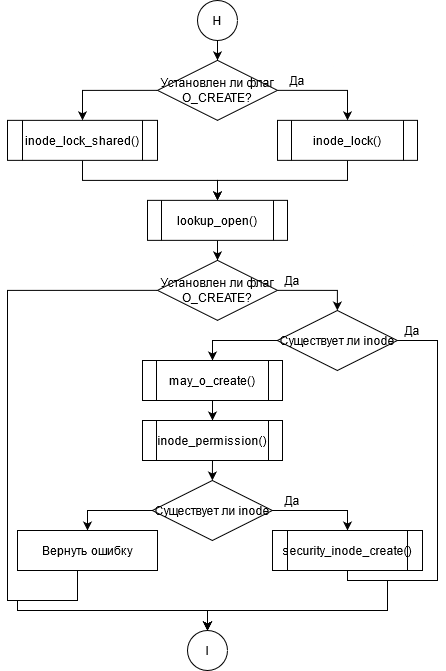 H
Установлен ли флаг
O_CREATE?
Да
inode_lock_shared()
inode_lock()
lookup_open()
Установлен ли флаг
O_CREATE?
Да
Существует ли inode
Да
may_o_create()
inode_permission()
Существует ли inode
Да
Вернуть ошибку
security_inode_create()
I